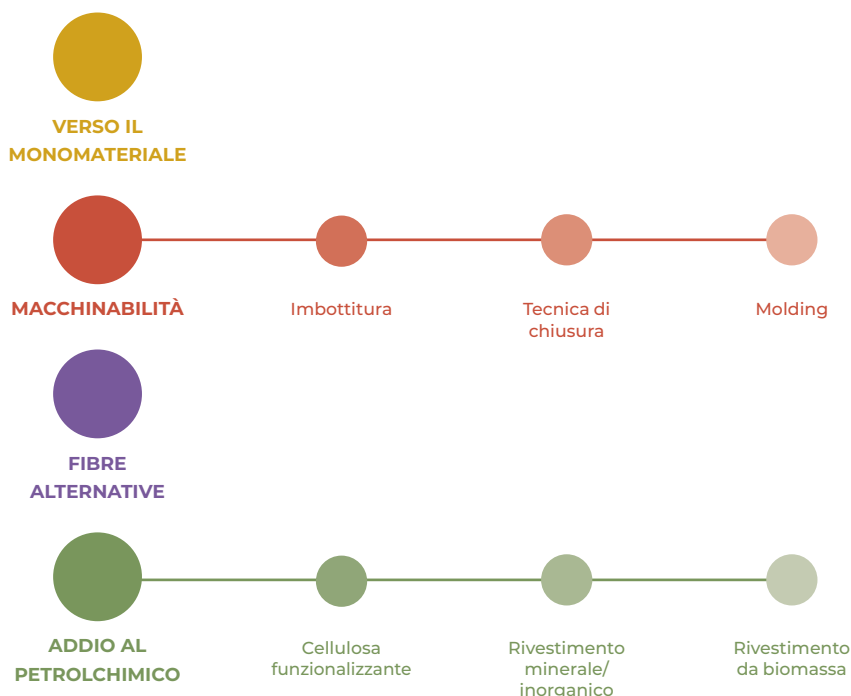 VERSO IL
MONOMATERIALE
MACCHINABILITÀ
Imbottitura
Tecnica di
chiusura
Molding
FIBRE
ALTERNATIVE
ADDIO AL
PETROLCHIMICO
Cellulosa
funzionalizzante
Rivestimento
minerale/
inorganico
Rivestimento
da biomassa